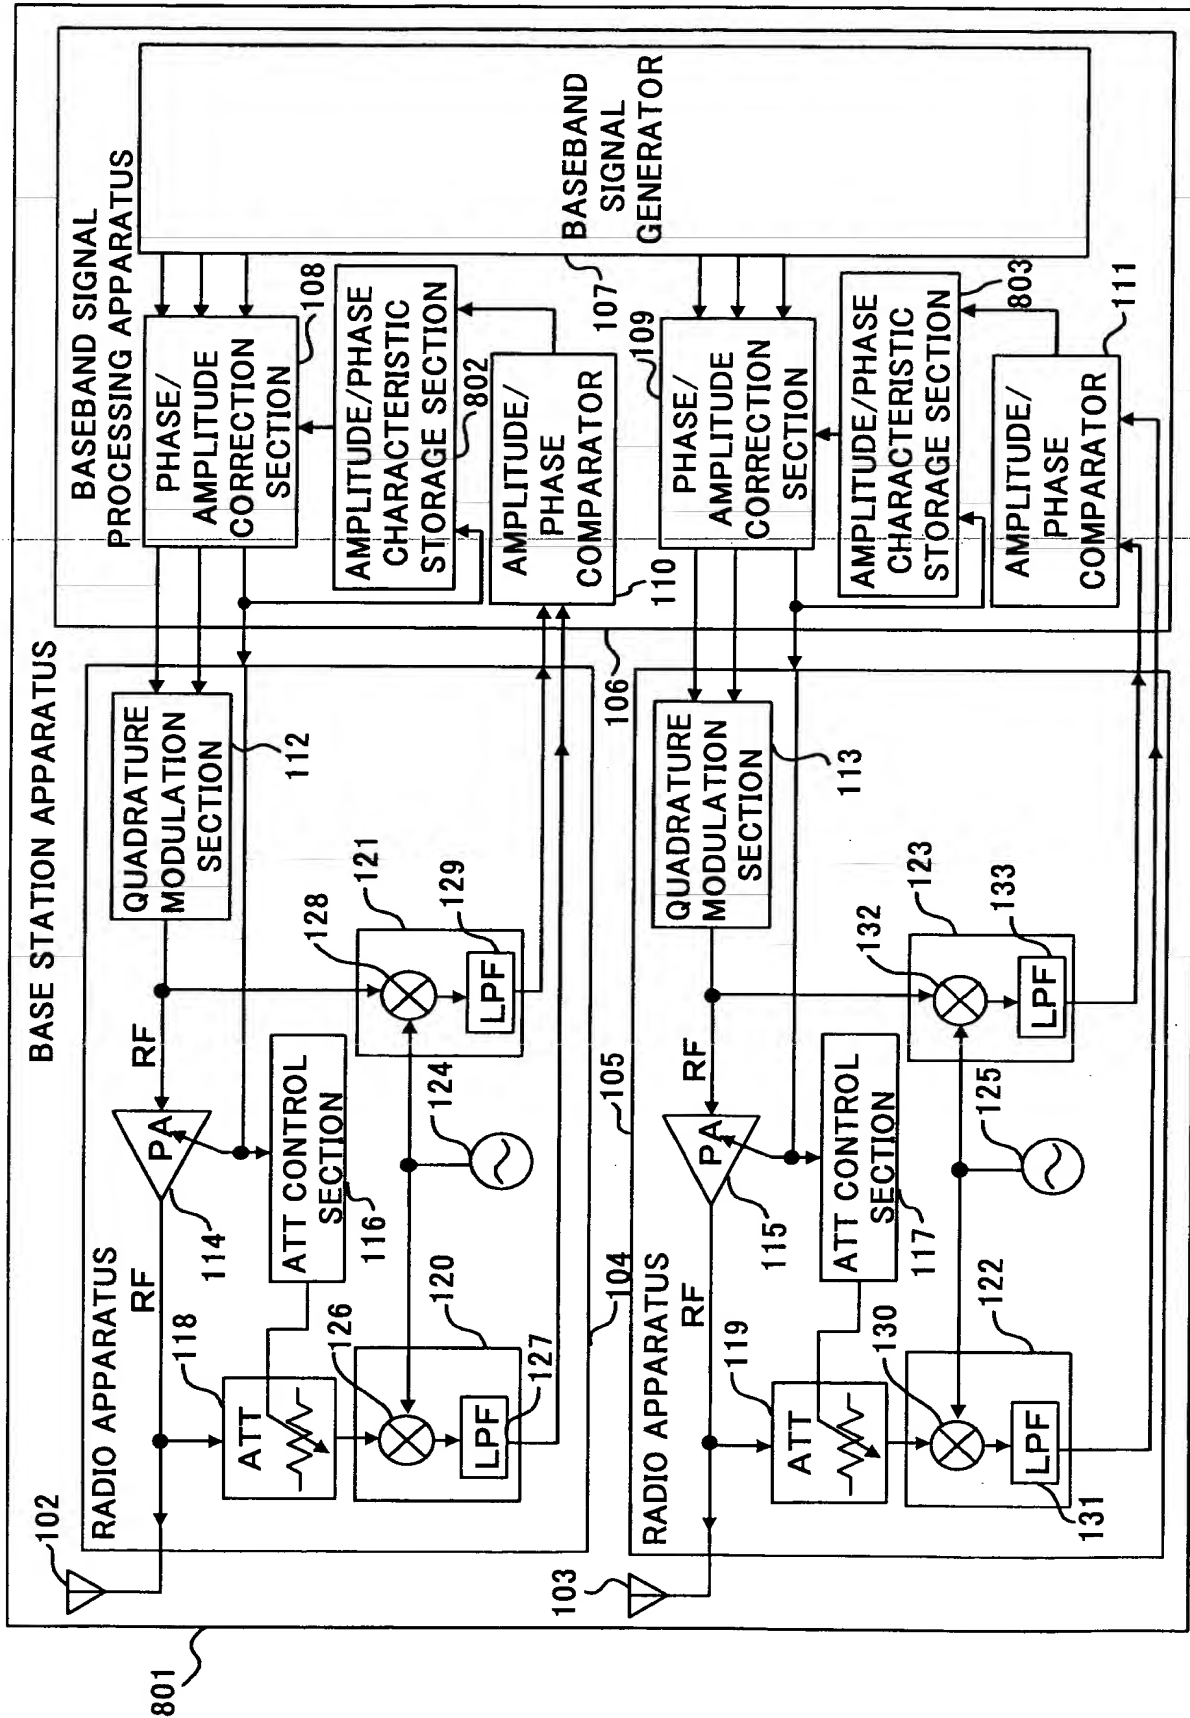 BASE STATION APPARATUS
801
BASEBAND SIGNAL
PROCESSING APPARATUS
106
BASEBAND
SIGNAL
GENERATOR
107
PHASE/
AMPLITUDE
CORRECTION
SECTION
108
AMPLITUDE/PHASE
CHARACTERISTIC
STORAGE SECTION
802
AMPLITUDE/
PHASE
COMPARATOR
110
PHASE/
AMPLITUDE
CORRECTION
SECTION
109
AMPLITUDE/PHASE
CHARACTERISTIC
STORAGE SECTION
803
AMPLITUDE/
PHASE
COMPARATOR
111
RADIO APPARATUS
104
102
RF
114
PA
RF
QUADRATURE
MODULATION
SECTION
112
118
ATT
ATT CONTROL
SECTION
116
126
120
LPF
127
124
128
121
LPF
129
RADIO APPARATUS
105
103
RF
115
PA
RF
QUADRATURE
MODULATION
SECTION
113
119
ATT
ATT CONTROL
SECTION
117
130
122
LPF
131
125
132
123
LPF
133